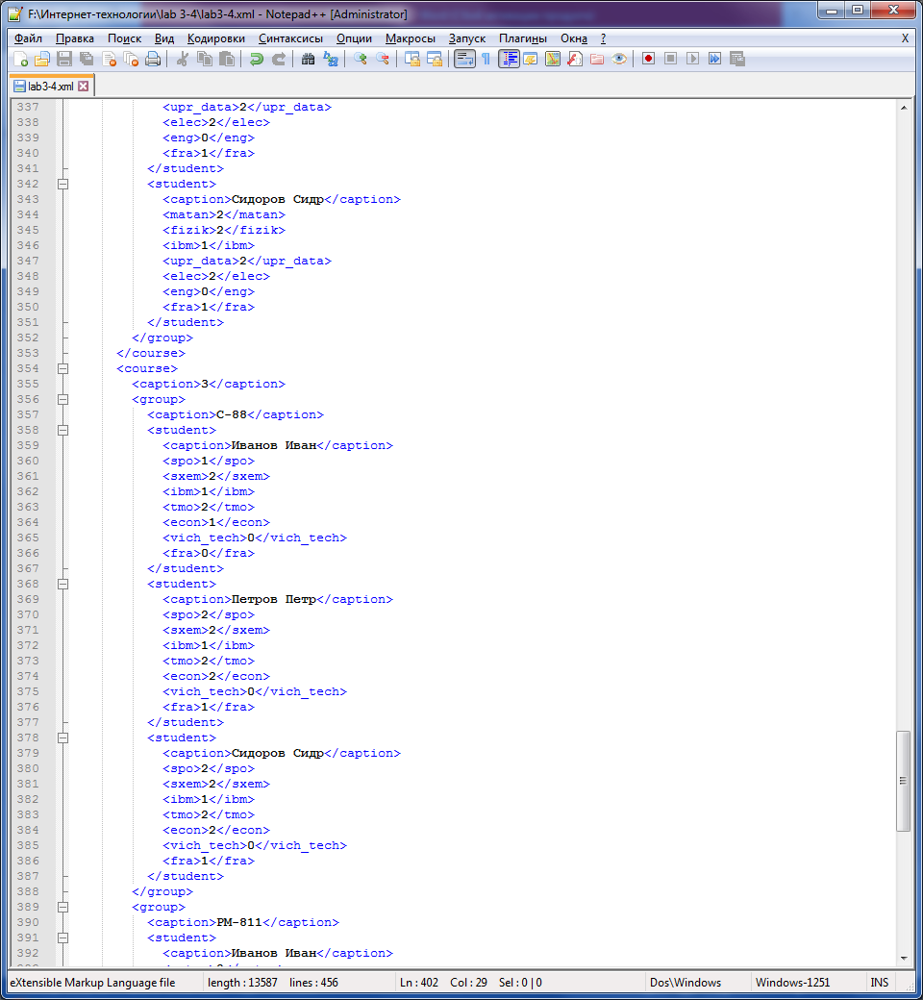 F:\Интернет-технологии\lab 3-4\lab3-4.xml - Notepad++ [Administrator]
Файл Правка Поиск Вид Кодировки Синтаксисы Опции Макросы Запуск Плагины Окна ? X
lab3-4.xml
337 <upr_data>2</upr_data>
338 <elec>2</elec>
339 <eng>0</eng>
340 <fra>1</fra>
341 </student>
342 <student>
343 <caption>Сидоров Сидр</caption>
344 <matan>2</matan>
345 <fizik>2</fizik>
346 <ibm>1</ibm>
347 <upr_data>2</upr_data>
348 <elec>2</elec>
349 <eng>0</eng>
350 <fra>1</fra>
351 </student>
352 </group>
353 </course>
354 <course>
355 <caption>3</caption>
356 <group>
357 <caption>С-88</caption>
358 <student>
359 <caption>Иванов Иван</caption>
360 <spo>1</spo>
361 <sxem>2</sxem>
362 <ibm>1</ibm>
363 <tmo>2</tmo>
364 <econ>1</econ>
365 <vich_tech>0</vich_tech>
366 <fra>0</fra>
367 </student>
368 <student>
369 <caption>Петров Петр</caption>
370 <spo>2</spo>
371 <sxem>2</sxem>
372 <ibm>1</ibm>
373 <tmo>2</tmo>
374 <econ>2</econ>
375 <vich_tech>0</vich_tech>
376 <fra>1</fra>
377 </student>
378 <student>
379 <caption>Сидоров Сидр</caption>
380 <spo>2</spo>
381 <sxem>2</sxem>
382 <ibm>1</ibm>
383 <tmo>2</tmo>
384 <econ>2</econ>
385 <vich_tech>0</vich_tech>
386 <fra>1</fra>
387 </student>
388 </group>
389 <group>
390 <caption>РМ-811</caption>
391 <student>
392 <caption>Иванов Иван</caption>
eXtensible Markup Language file length : 13587 lines : 456 Ln : 402 Col : 29 Sel : 0 | 0 Dos\Windows Windows-1251 INS